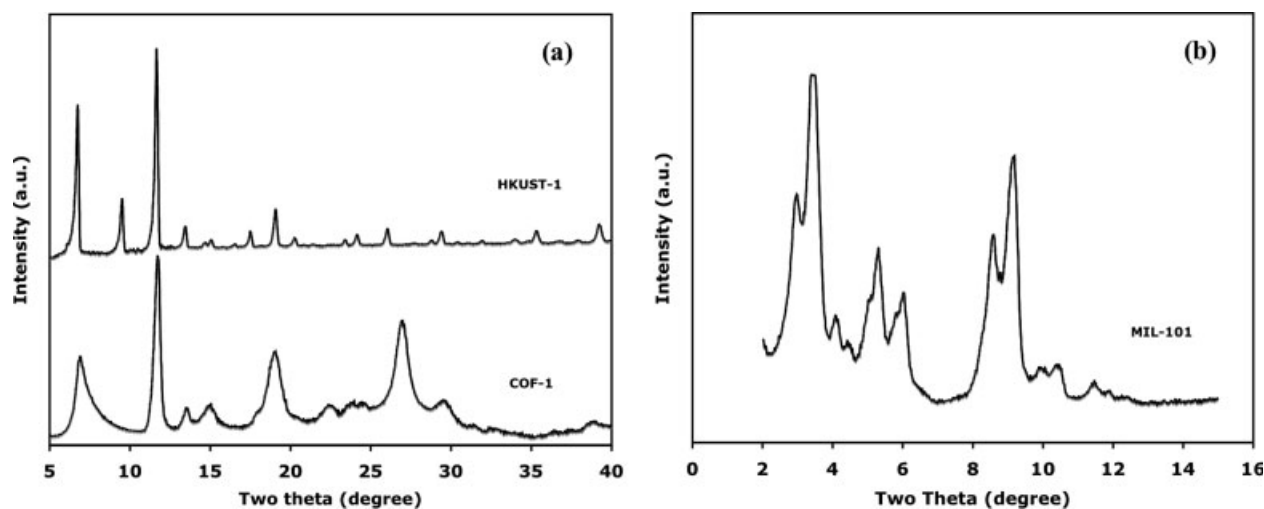 (a)
HKUST-1
COF-1
Intensity (a.u.)
5 10 15 20 25 30 35 40
Two theta (degree)
(b)
MIL-101
Intensity (a.u.)
0 2 4 6 8 10 12 14 16
Two Theta (degree)